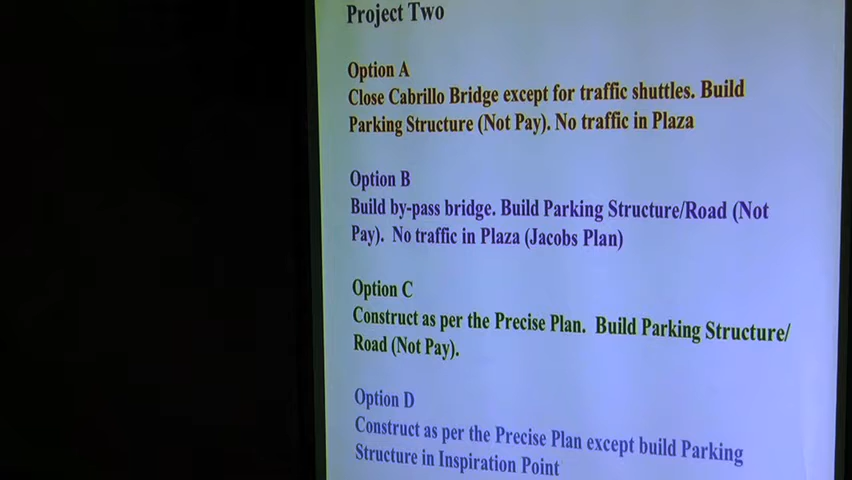 Project Two
Option A
Close Cabrillo Bridge except for traffic shuttles. Build
Parking Structure (Not Pay). No traffic in Plaza
Option B
Build by-pass bridge. Build Parking Structure/Road (Not
Pay). No traffic in Plaza (Jacobs Plan)
Option C
Construct as per the Precise Plan. Build Parking Structure/
Road (Not Pay).
Option D
Construct as per the Precise Plan except build Parking
Structure in Inspiration Point